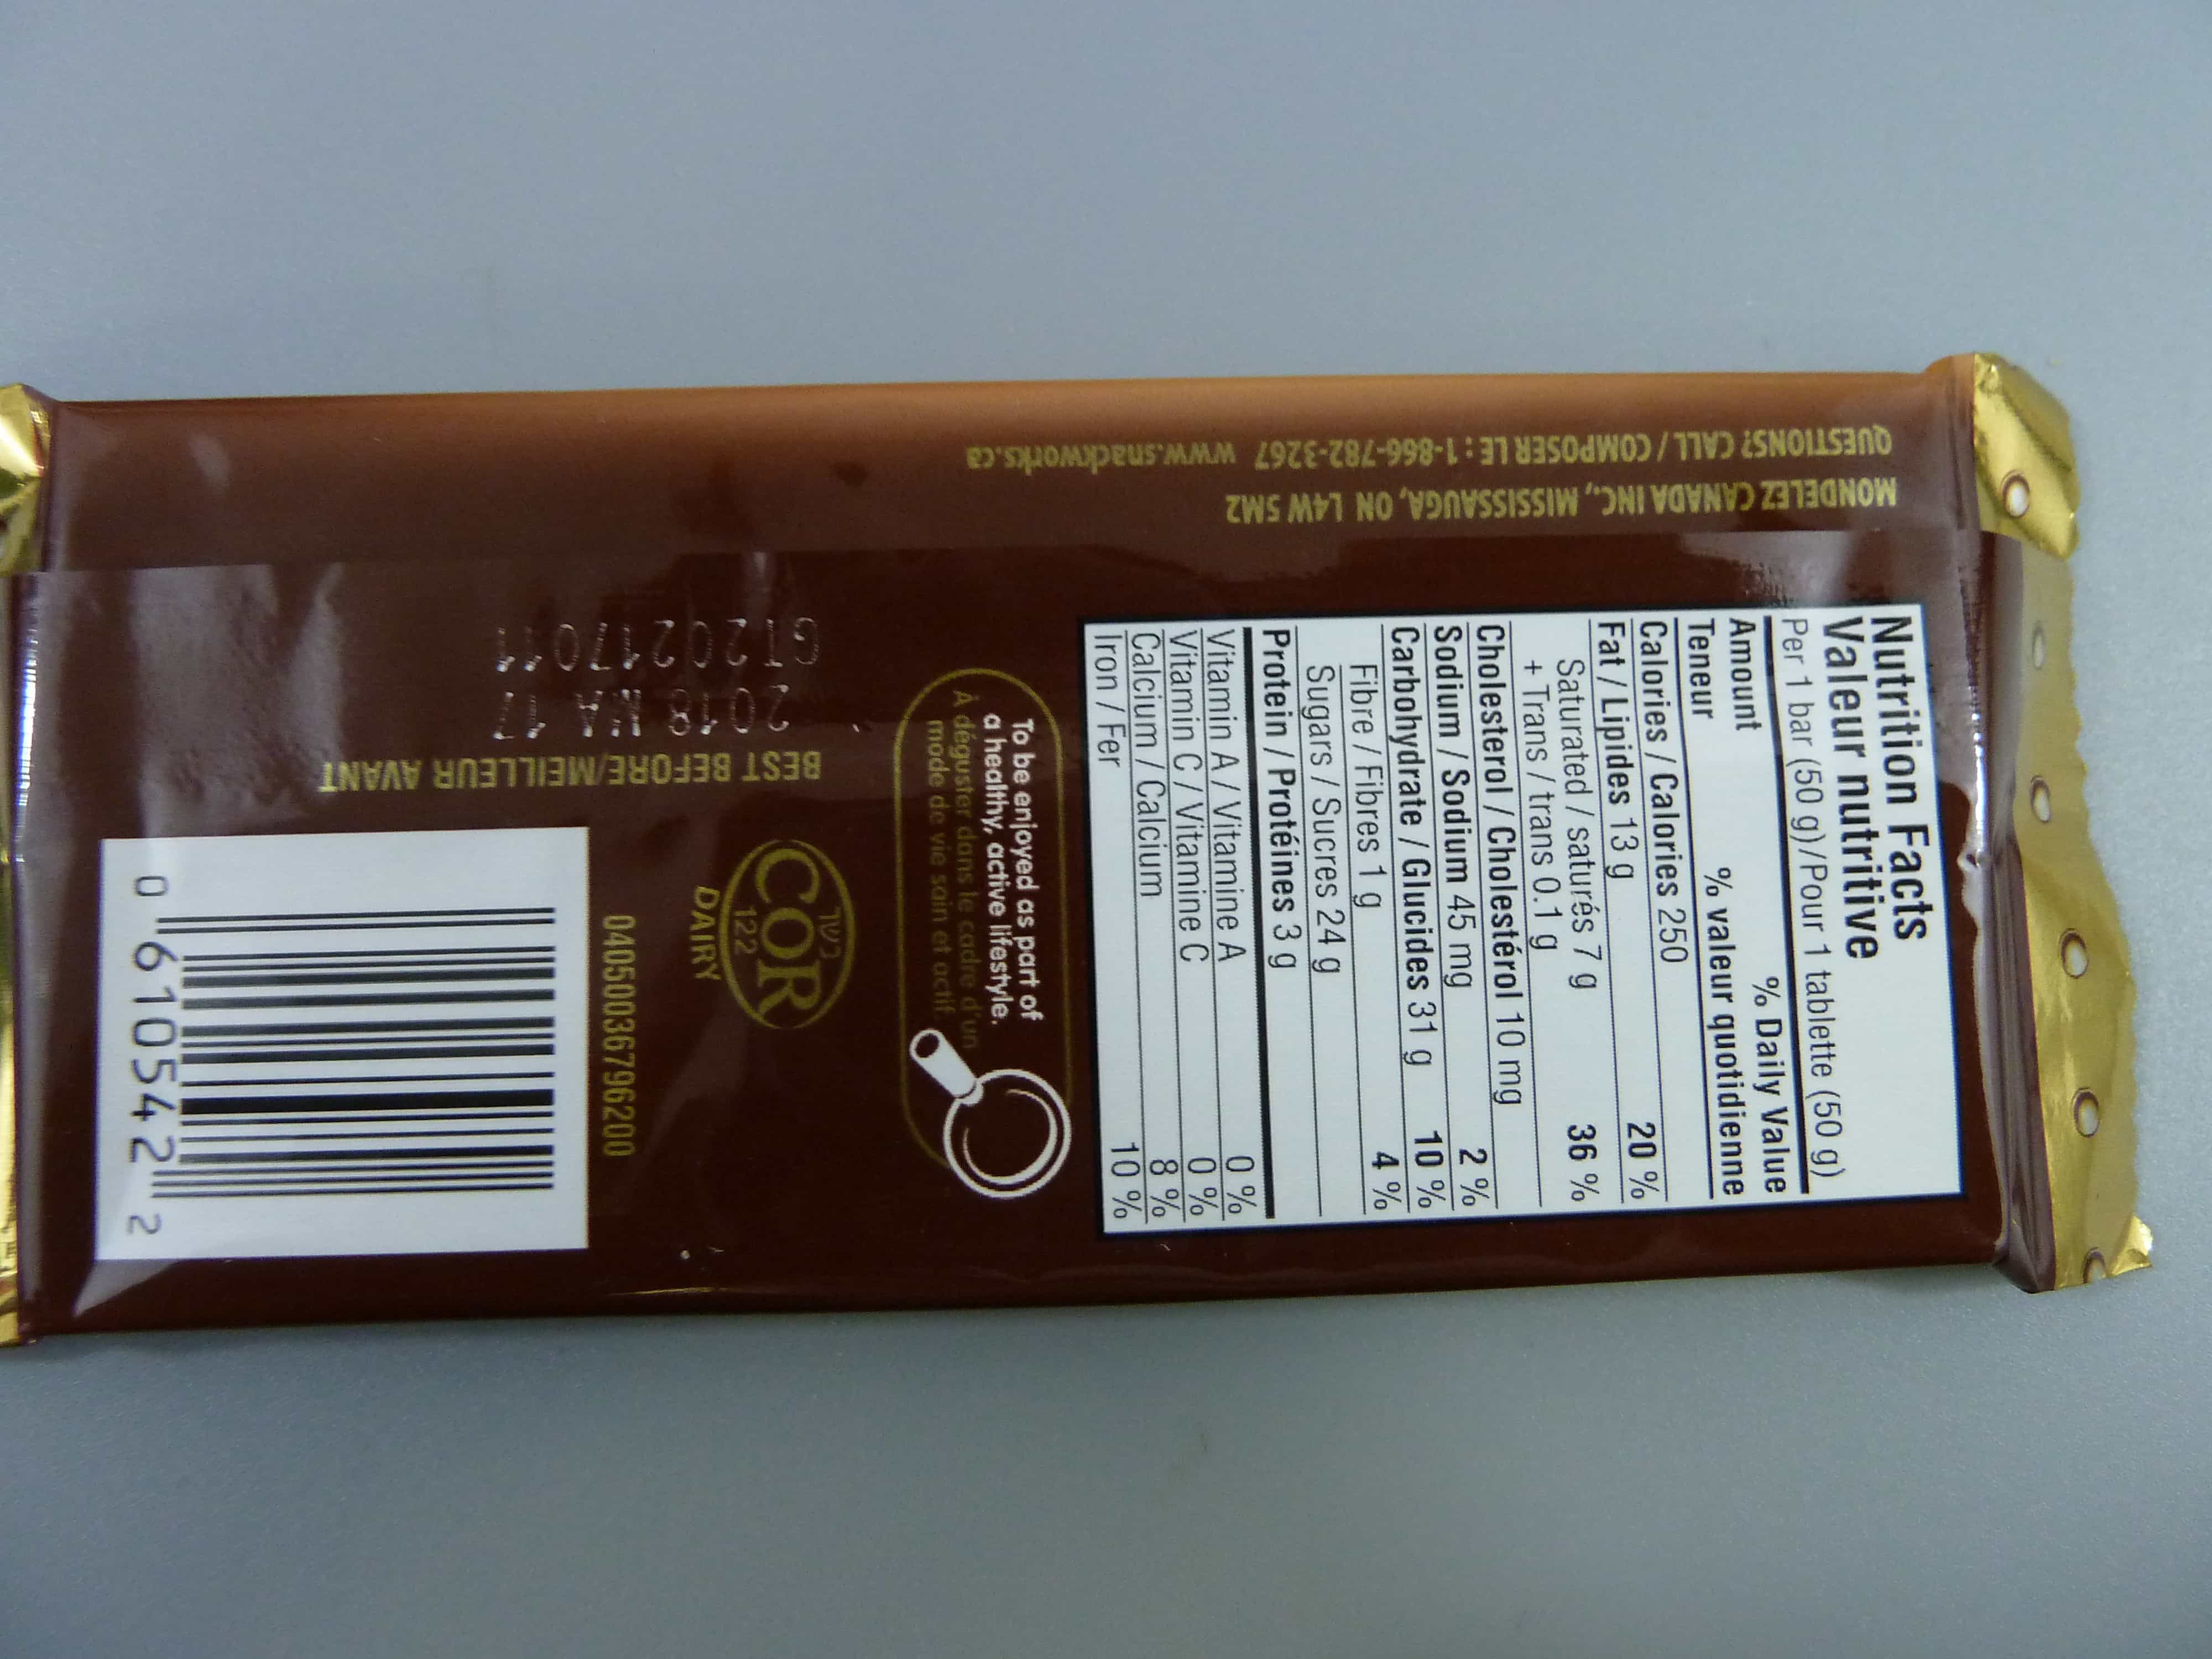 Nutrition Facts
Valeur nutritive
Per 1 bar (50 g)/Pour 1 tablette (50 g)
Amount % Daily Value
Teneur % valeur quotidienne
Calories / Calories 250
Fat / Lipides 13 g 20 %
Saturated / saturés 7 g 36 %
+ Trans / trans 0.1 g
Cholesterol / Cholestérol 10 mg
Sodium / Sodium 45 mg 2 %
Carbohydrate / Glucides 31 g 10 %
Fibre / Fibres 1 g 4 %
Sugars / Sucres 24 g
Protein / Protéines 3 g
Vitamin A / Vitamine A 0 %
Vitamin C / Vitamine C 0 %
Calcium / Calcium 8 %
Iron / Fer 10 %
To be enjoyed as part of
a healthy, active lifestyle.
À déguster dans le cadre d'un
mode de vie sain et actif.
כשר
COR
122
DAIRY
04050036796200
0 61054 2 2
MONDELEZ CANADA INC., MISSISSAUGA, ON L4W 5M2
QUESTIONS? CALL / COMPOSER LE : 1-866-782-3267 www.snackworks.ca
BEST BEFORE/MEILLEUR AVANT
2018 MA 17
GT20217011